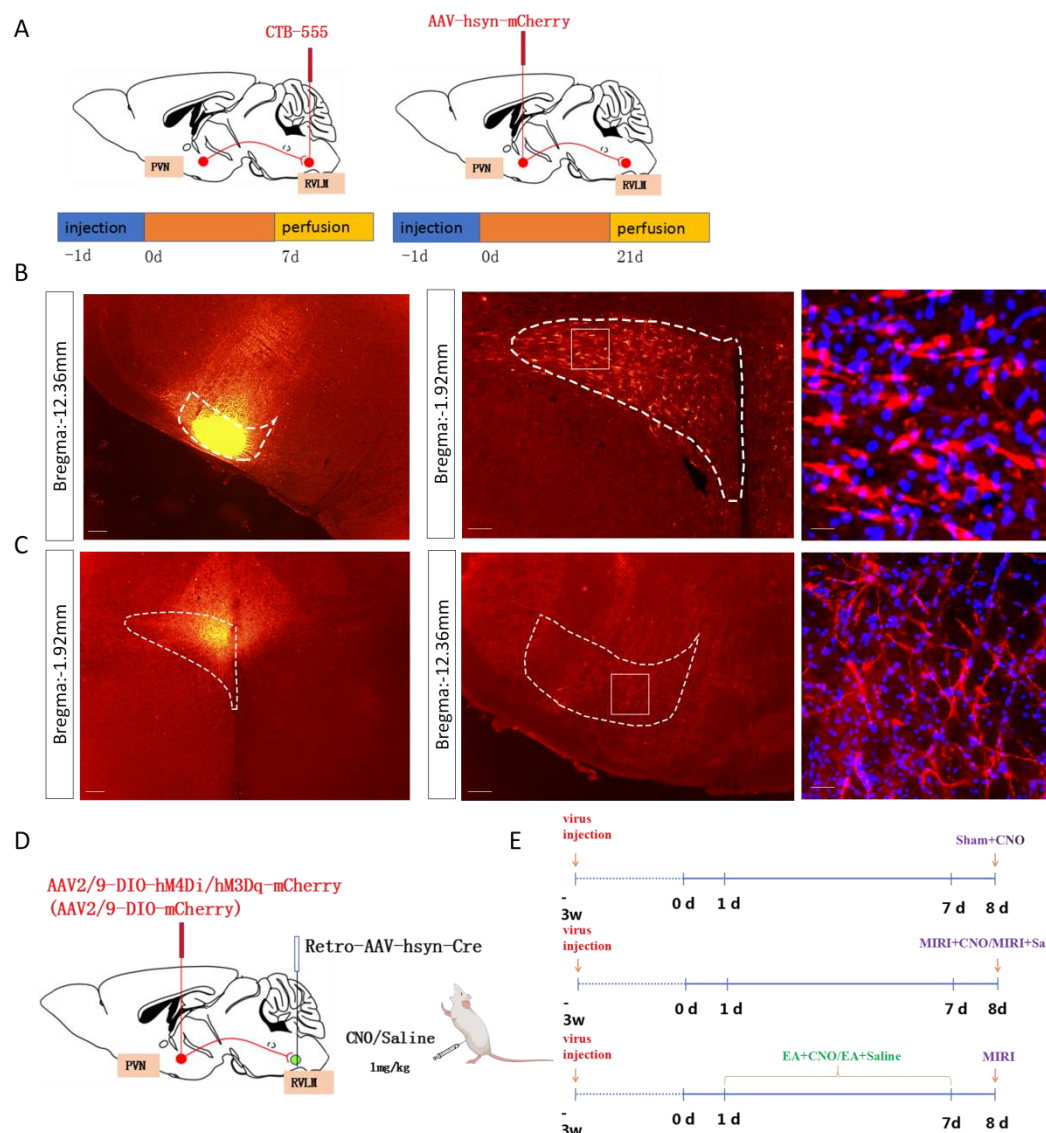 A
CTB-555
PVN
RVLM
injection
perfusion
-1d
0d
7d
AAV-hsyn-mCherry
PVN
RVLM
injection
perfusion
-1d
0d
21d
B
Bregma:-12.36mm
Bregma:-1.92mm
C
Bregma:-1.92mm
Bregma:-12.36mm
D
AAV2/9-DIO-hM4Di/hM3Dq-mCherry
(AAV2/9-DIO-mCherry)
Retro-AAV-hsyn-Cre
CNO/Saline
1mg/kg
PVN
RVLM
E
virus
injection
Sham+CNO
-
3w
0 d
1 d
7 d
8 d
virus
injection
MIRI+CNO/MIRI+Sa
-
3w
0 d
1 d
7 d
8d
virus
injection
EA+CNO/EA+Saline
MIRI
-
3w
0 d
1 d
7d
8 d